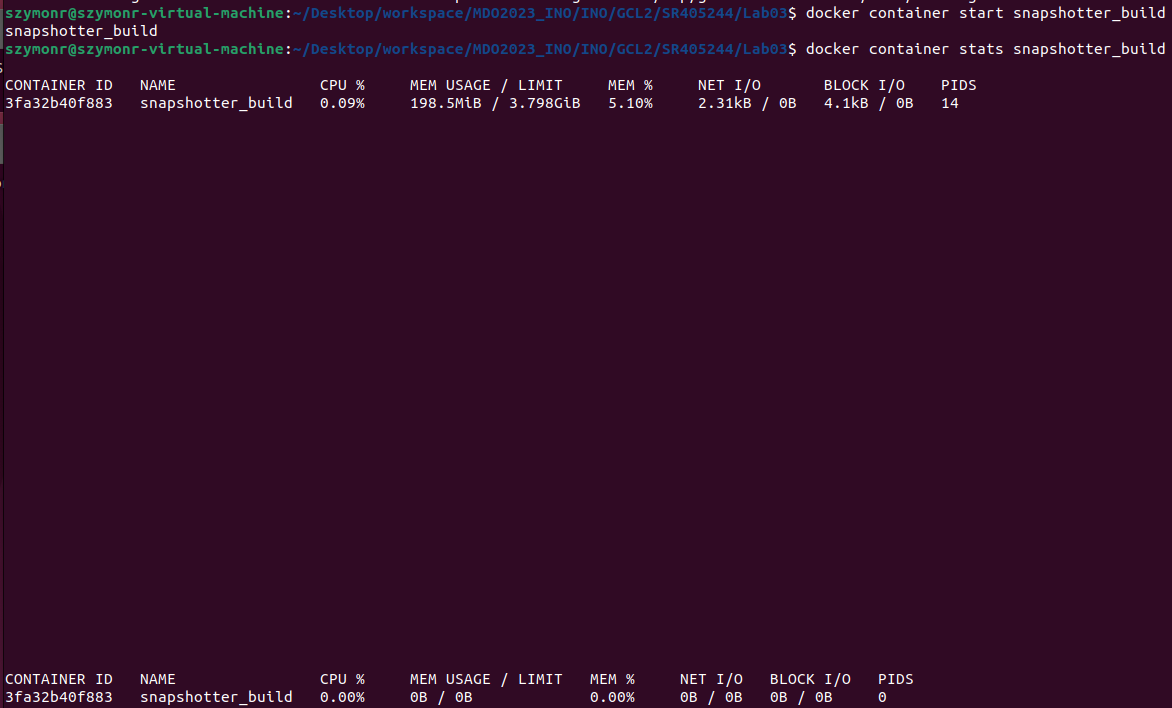 szymonr@szymonr-virtual-machine:~/Desktop/workspace/MDO2023_INO/INO/GCL2/SR405244/Lab03$ docker container start snapshotter_build
snapshotter_build
szymonr@szymonr-virtual-machine:~/Desktop/workspace/MDO2023_INO/INO/GCL2/SR405244/Lab03$ docker container stats snapshotter_build
CONTAINER ID   NAME                CPU %     MEM USAGE / LIMIT     MEM %     NET I/O       BLOCK I/O    PIDS
3fa32b40f883   snapshotter_build   0.09%     198.5MiB / 3.798GiB   5.10%     2.31kB / 0B   4.1kB / 0B   14
CONTAINER ID   NAME                CPU %     MEM USAGE / LIMIT   MEM %     NET I/O   BLOCK I/O   PIDS
3fa32b40f883   snapshotter_build   0.00%     0B / 0B             0.00%     0B / 0B   0B / 0B     0